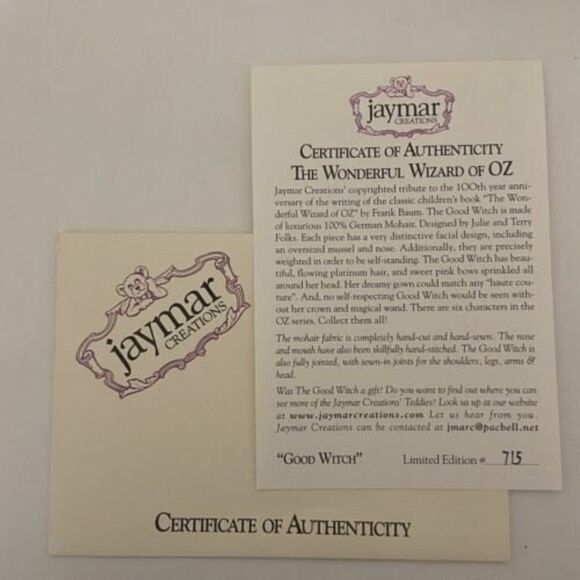 jaymar
CREATIONS
CERTIFICATE OF AUTHENTICITY
THE WONDERFUL WIZARD OF OZ
Jaymar Creations' copyrighted tribute to the 100th year anni-
versary of the writing of the classic children's book "The Won-
derful Wizard of OZ" by Frank Baum. The Good Witch is made
of luxurious 100% German Mohair. Designed by Julie and Terry
Folks. Each piece has a very distinctive facial design, including
an oversized mussel and nose. Additionally, they are precisely
weighted in order to be self-standing. The Good Witch has beau-
tiful, flowing platinum hair, and sweet pink bows sprinkled all
around her head. Her dreamy gown could match any "haute cou-
ture". And, no self-respecting Good Witch would be seen with-
out her crown and magical wand. There are six characters in the
OZ series. Collect them all!
The mohair fabric is completely hand-cut and hand-sewn. The nose
and mouth have also been skillfully hand-stitched. The Good Witch is
also fully jointed, with sewn-in joints for the shoulders, legs, arms &
head.
Was The Good Witch a gift? Do you want to find out where you can
see more of the Jaymar Creations' Teddies? Look us up at our website
at www.jaymarcreations.com Let us hear from you.
Jaymar Creations can be contacted at jmarc@pacbell.net
"GOOD WITCH" Limited Edition # 715
jaymar
CREATIONS
CERTIFICATE OF AUTHENTICITY